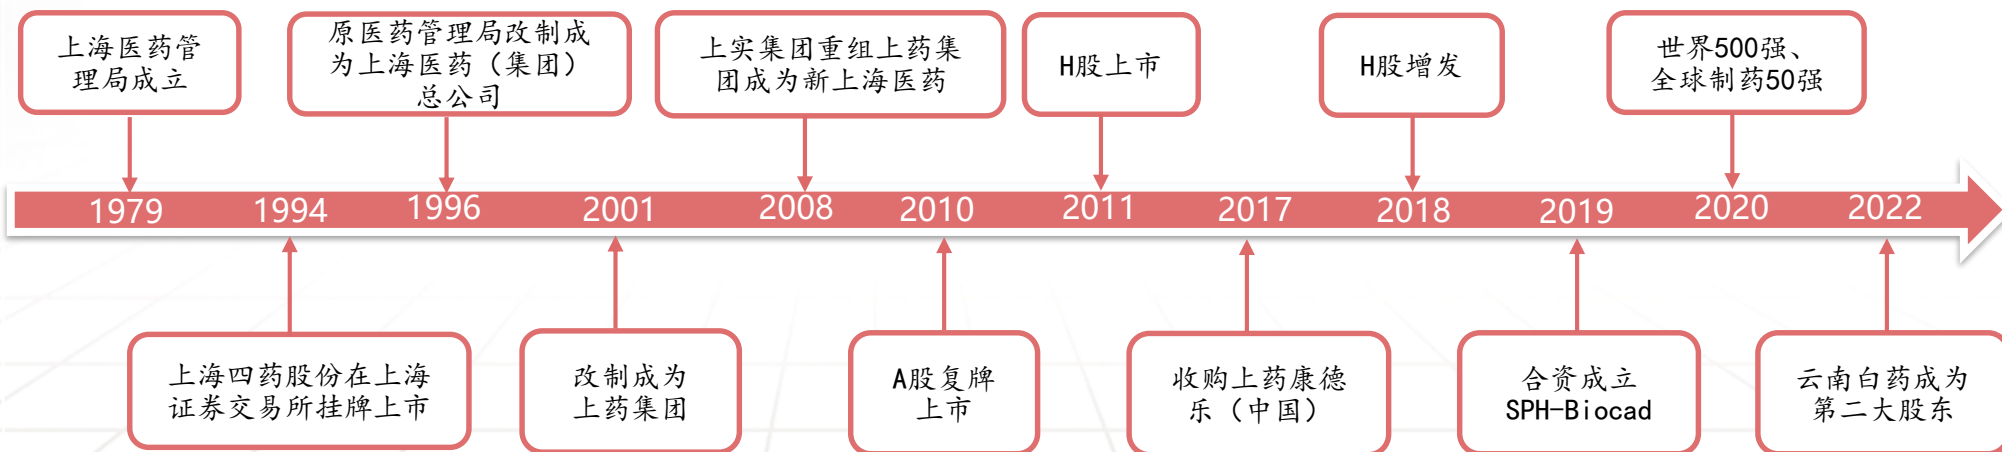 上海医药管
理局成立
原医药管理局改制成
为上海医药（集团）
总公司
上实集团重组上药集
团成为新上海医药
H股上市
H股增发
世界500强、
全球制药50强
1979 1994 1996 2001 2008 2010 2011 2017 2018 2019 2020 2022
上海四药股份在上海
证券交易所挂牌上市
改制成为
上药集团
A股复牌
上市
收购上药康德
乐（中国）
合资成立
SPH-Biocad
云南白药成为
第二大股东